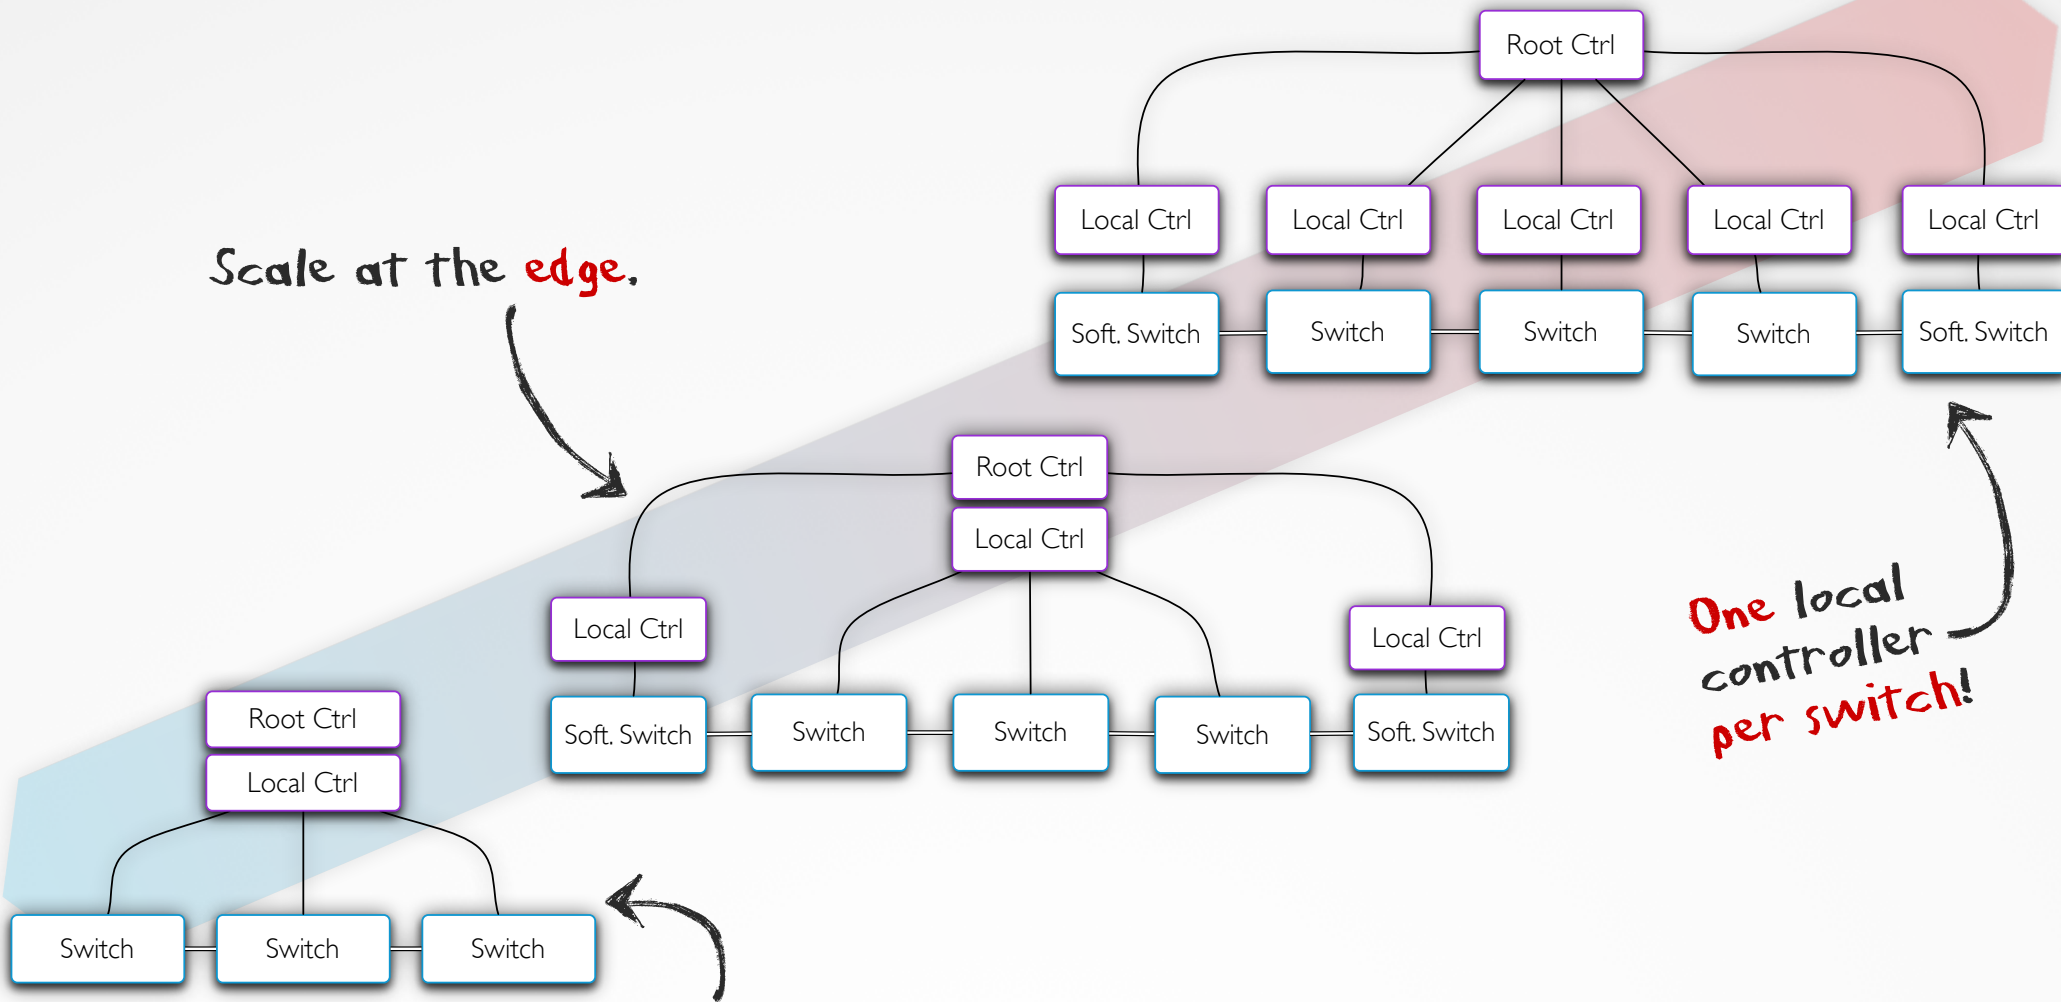 Root Ctrl
Local Ctrl Local Ctrl Local Ctrl Local Ctrl Local Ctrl
Soft. Switch Switch Switch Switch Soft. Switch
Scale at the edge.
Root Ctrl
Local Ctrl
Local Ctrl Local Ctrl
Soft. Switch Switch Switch Switch Soft. Switch
One local
controller
per switch!
Root Ctrl
Local Ctrl
Switch Switch Switch